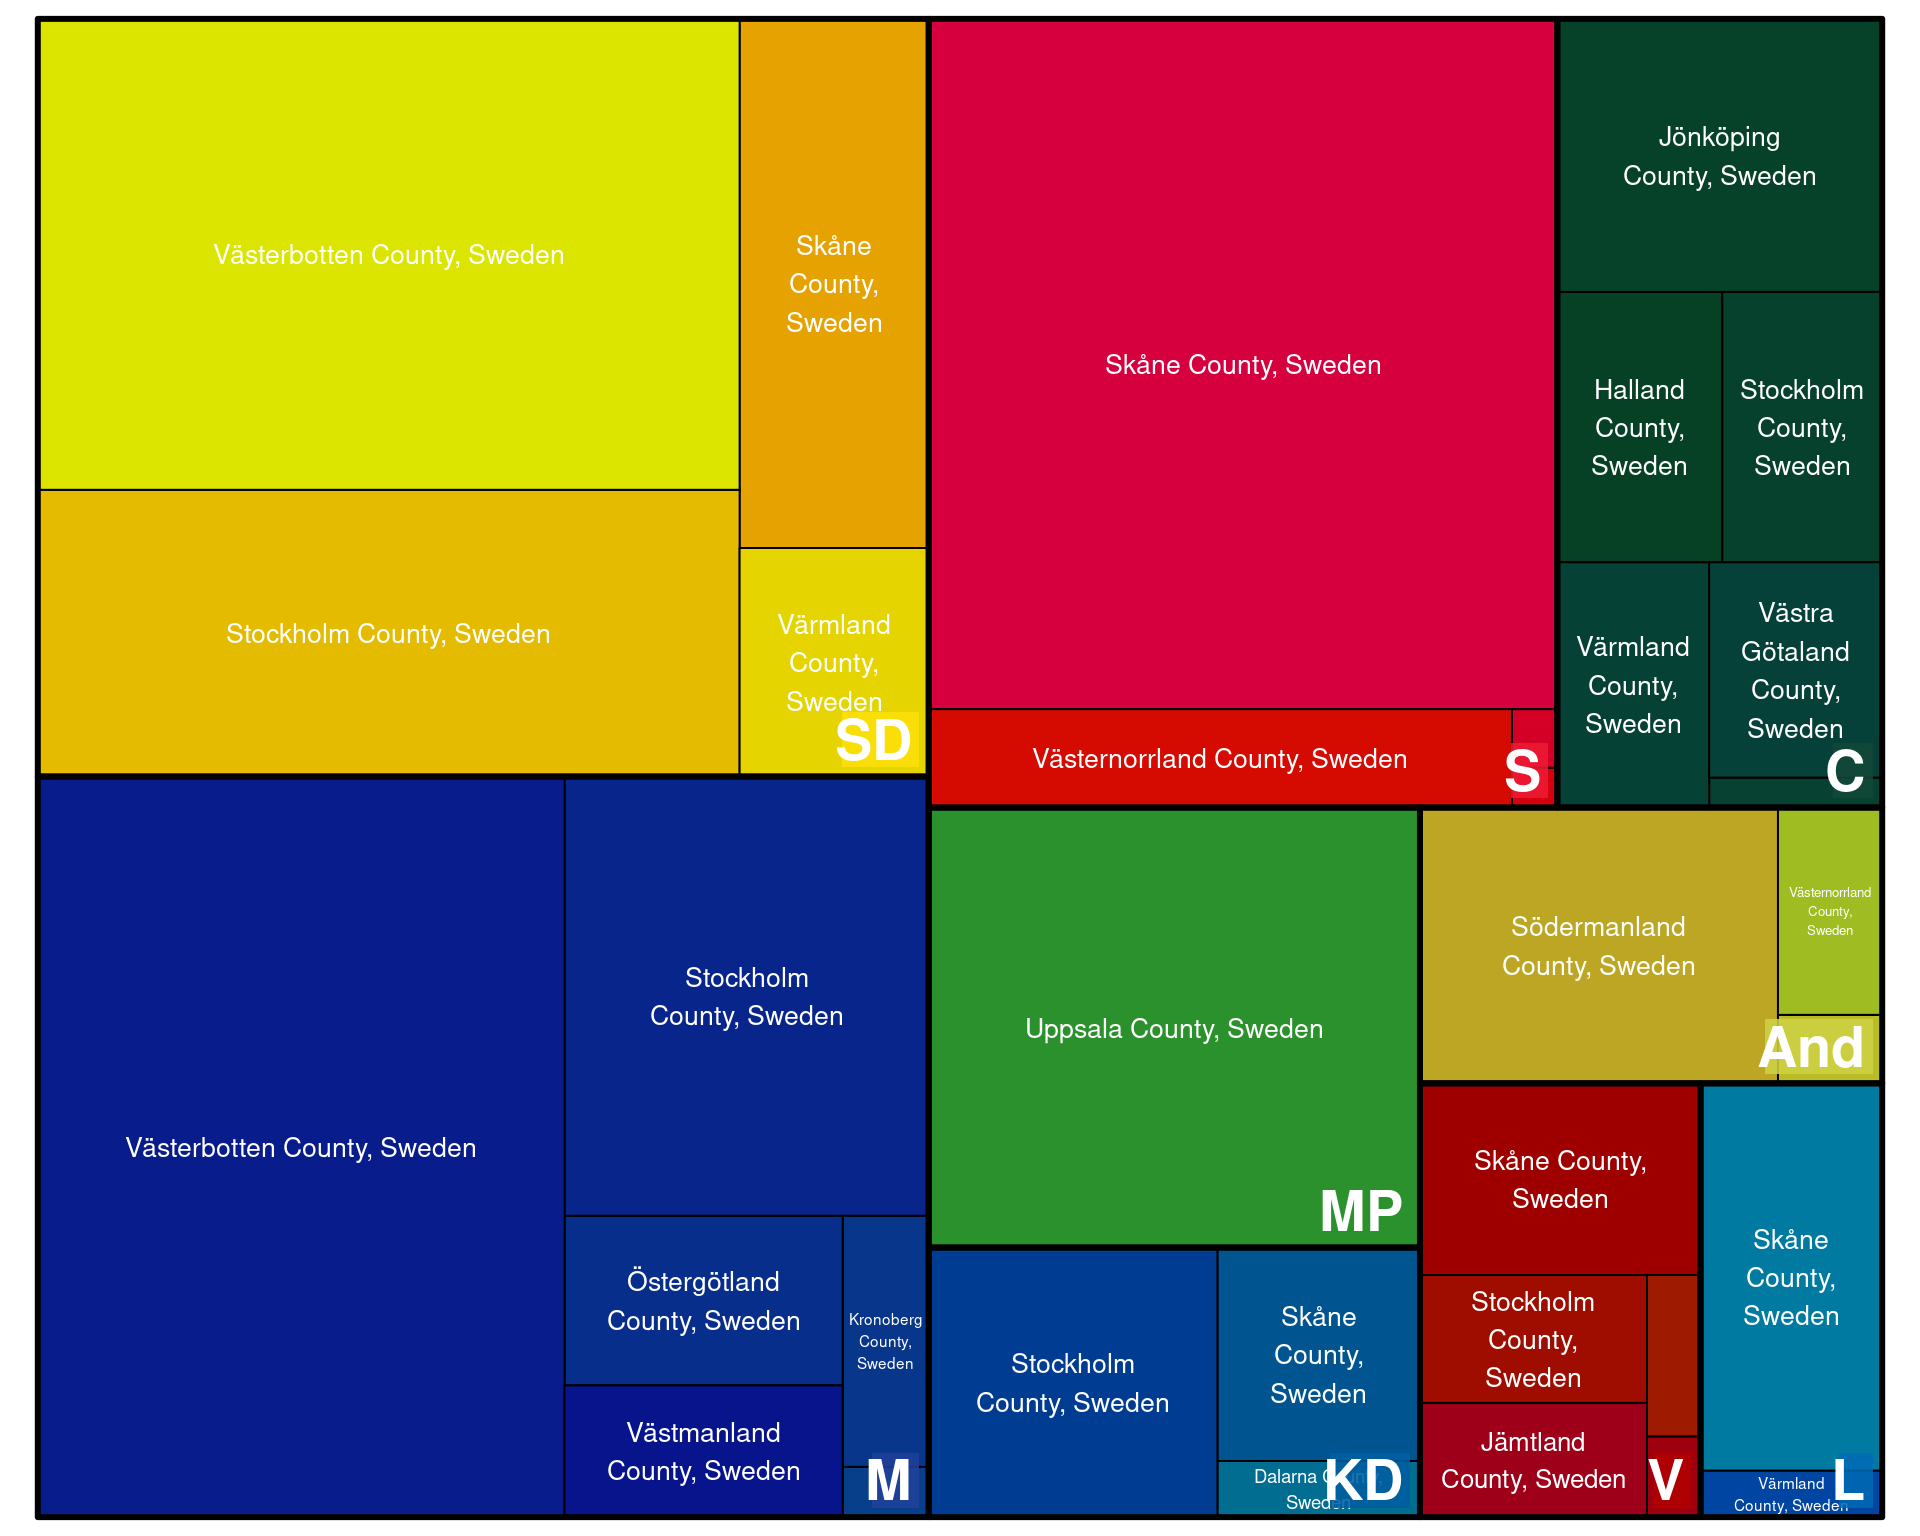 Västerbotten County, Sweden
Skåne
County,
Sweden
Stockholm County, Sweden
Värmland
County,
Sweden
SD
Skåne County, Sweden
Västernorrland County, Sweden
S
Jönköping
County, Sweden
Halland
County,
Sweden
Stockholm
County,
Sweden
Värmland
County,
Sweden
Västra
Götaland
County,
Sweden
C
Västerbotten County, Sweden
Stockholm
County, Sweden
Östergötland
County, Sweden
Kronoberg
County,
Sweden
Västmanland
County, Sweden
M
Uppsala County, Sweden
MP
Södermanland
County, Sweden
Västernorrland
County,
Sweden
And
Stockholm
County, Sweden
Skåne
County,
Sweden
Dalarna County,
Sweden
KD
Skåne County,
Sweden
Stockholm
County,
Sweden
Jämtland
County, Sweden
V
Skåne
County,
Sweden
Värmland
County, Sweden
L